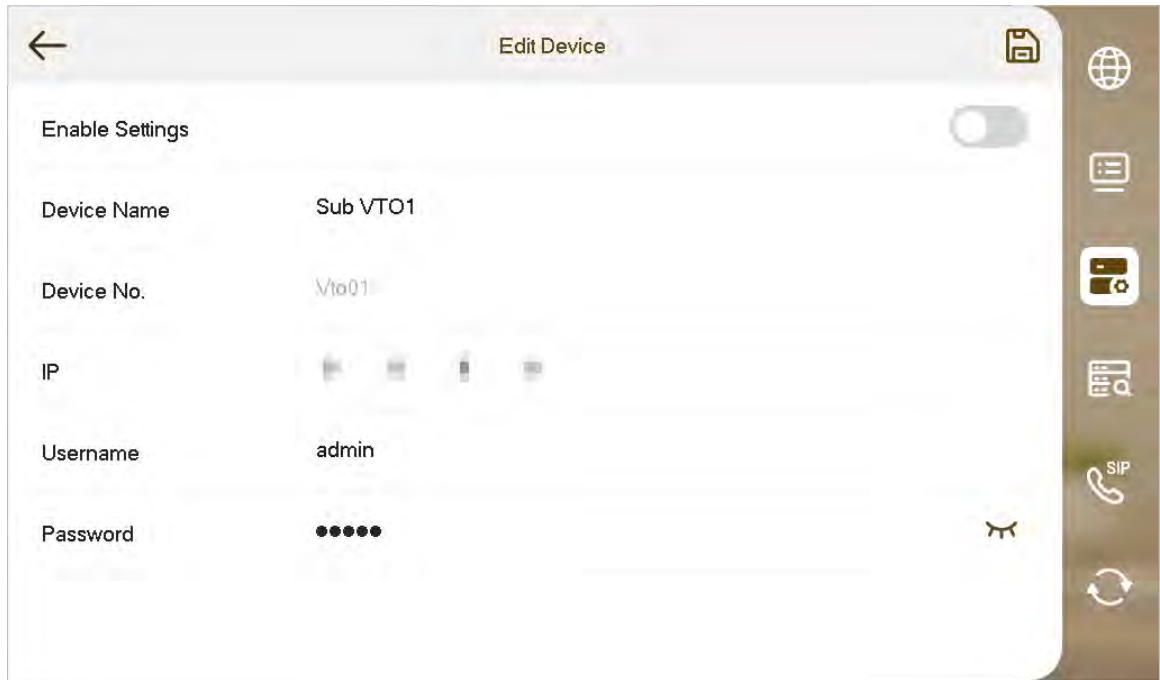 Edit Device
Enable Settings
Device Name Sub VTO1
Device No. Vto01
IP
Username admin
SIP
Password •••••